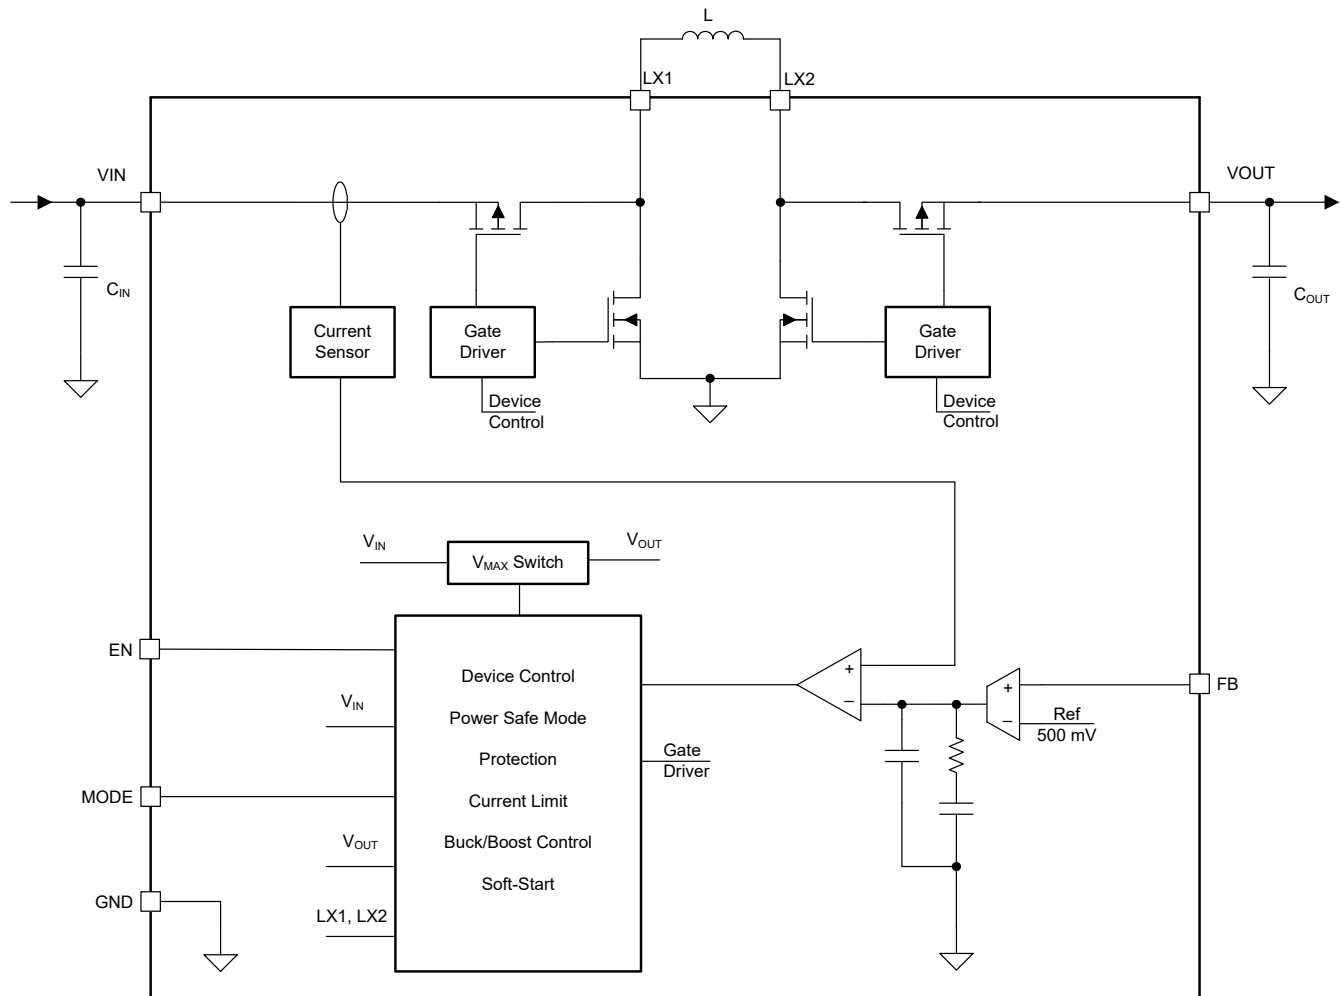 L
LX1
LX2
VIN
VOUT
CIN
COUT
Current
Sensor
Gate
Driver
Gate
Driver
Device
Control
Device
Control
VIN
VMAX Switch
VOUT
EN
Device Control
+
+
FB
VIN
Power Safe Mode
–
–
Ref
500 mV
Protection
Gate
Driver
MODE
Current Limit
VOUT
Buck/Boost Control
GND
Soft-Start
LX1, LX2